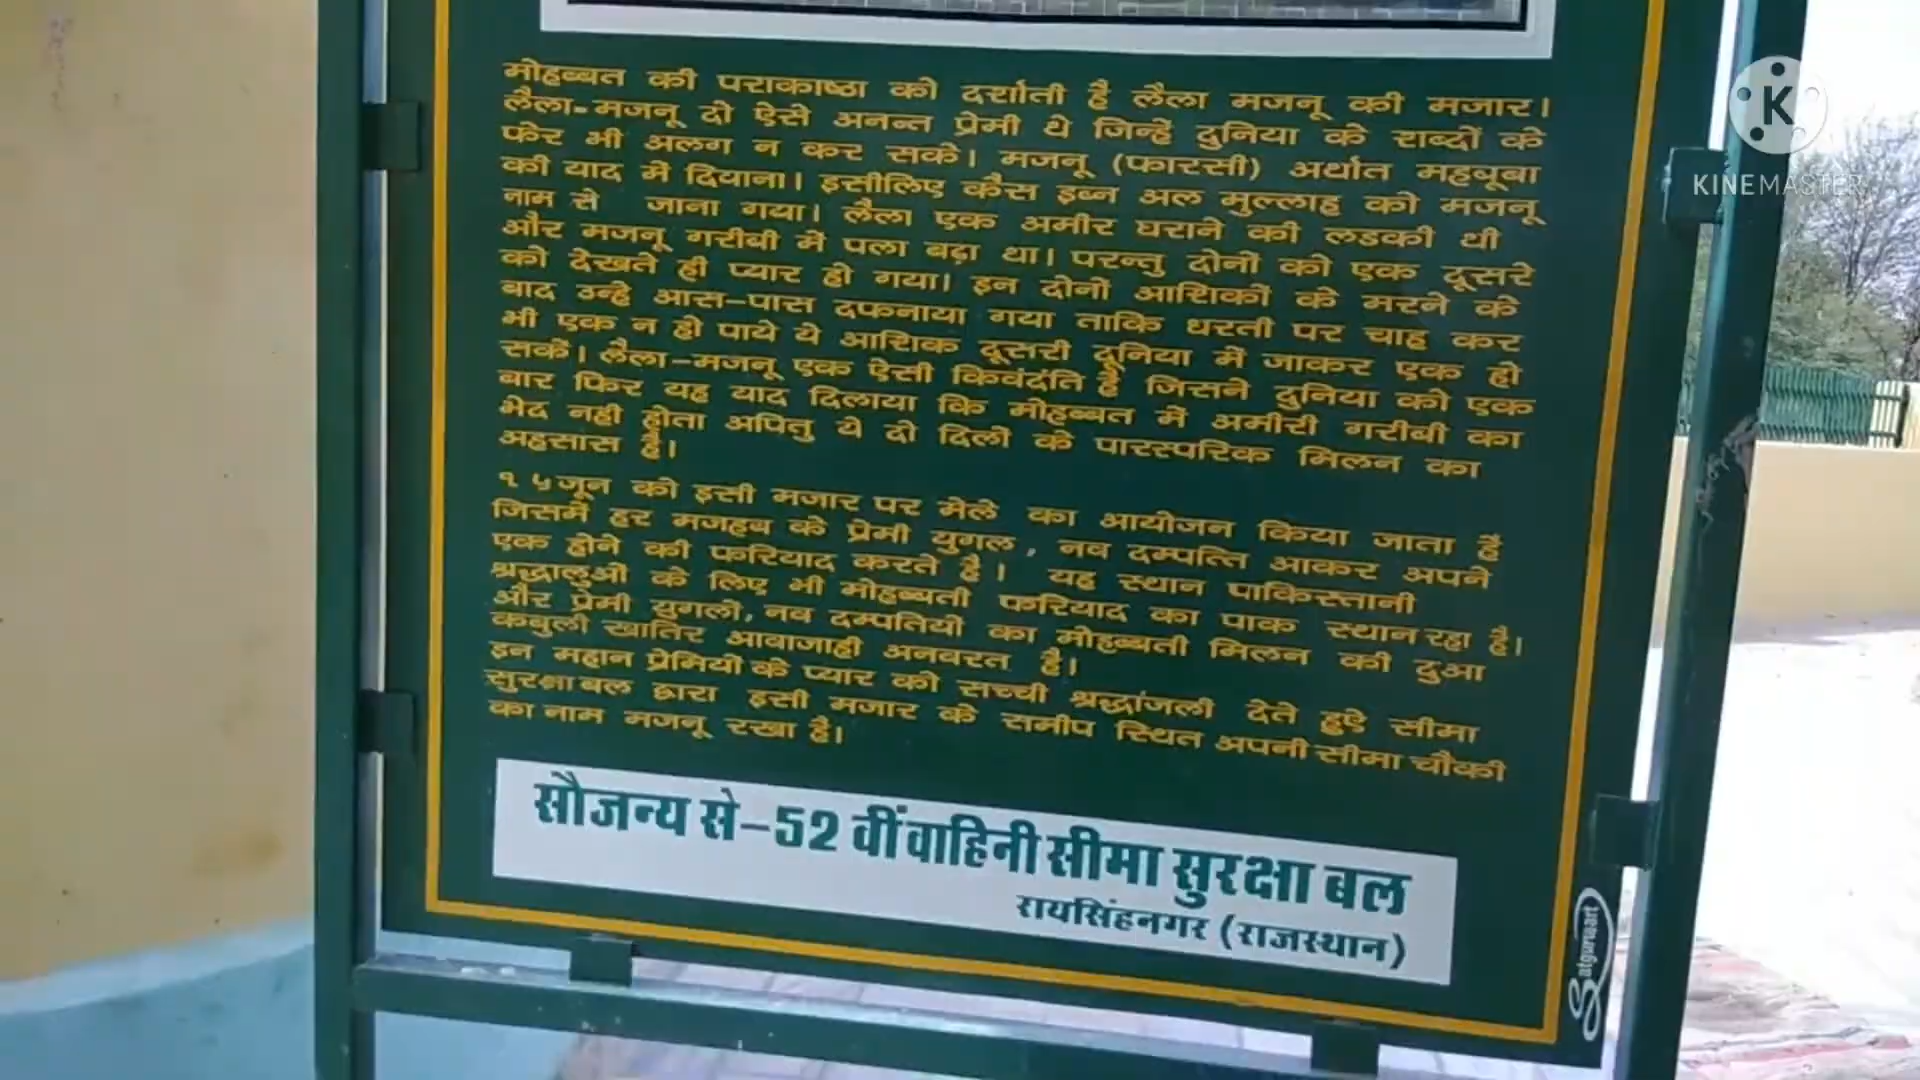 मोहब्बत की पराकाष्ठा को दर्शाती है लैला मजनू की मजार।
लैला-मजनू दो ऐसे अनन्त प्रेमी थे जिन्हें दुनिया के शब्दों के
फेर भी अलग न कर सके। मजनू (फारसी) अर्थात महबूबा
की याद में दिवाना। इसीलिए कैस इब्न अल मुल्लाह को मजनू
नाम से जाना गया। लैला एक अमीर घराने की लडकी थी
और मजनू गरीबी में पला बढ़ा था। परन्तु दोनों को एक दूसरे
को देखते ही प्यार हो गया। इन दोनों आशिकों के मरने के
बाद उन्हे आस-पास दफनाया गया ताकि धरती पर चाह कर
भी एक न हो पाये ये आशिक दूसरी दुनिया में जाकर एक हो
सकें। लैला-मजनू एक ऐसी किवंदंति हैं जिसने दुनिया को एक
बार फिर यह याद दिलाया कि मोहब्बत में अमीरी गरीबी का
भेद नही होता अपितु ये दो दिलों के पारस्परिक मिलन का
अहसास है।
१५ जून को इसी मजार पर मेले का आयोजन किया जाता है
जिसमें हर मजहब के प्रेमी युगल, नव दम्पत्ति आकर अपने
एक होने की फरियाद करते है। यह स्थान पाकिस्तानी
श्रद्धालुओं के लिए भी मोहब्बती फरियाद का पाक स्थान रहा है।
और प्रेमी युगलों, नव दम्पतियों का मोहब्बती मिलन की दुआ
कबुली खातिर आवाजाही अनवरत है।
इन महान प्रेमियों के प्यार को सच्ची श्रद्धांजली देते हुऐ सीमा
सुरक्षा बल द्वारा इसी मजार के समीप स्थित अपनी सीमा चौकी
का नाम मजनू रखा है।
सौजन्य से-52 वीं वाहिनी सीमा सुरक्षा बल
रायसिंहनगर (राजस्थान)
Satguruart
K
KINEMASTER